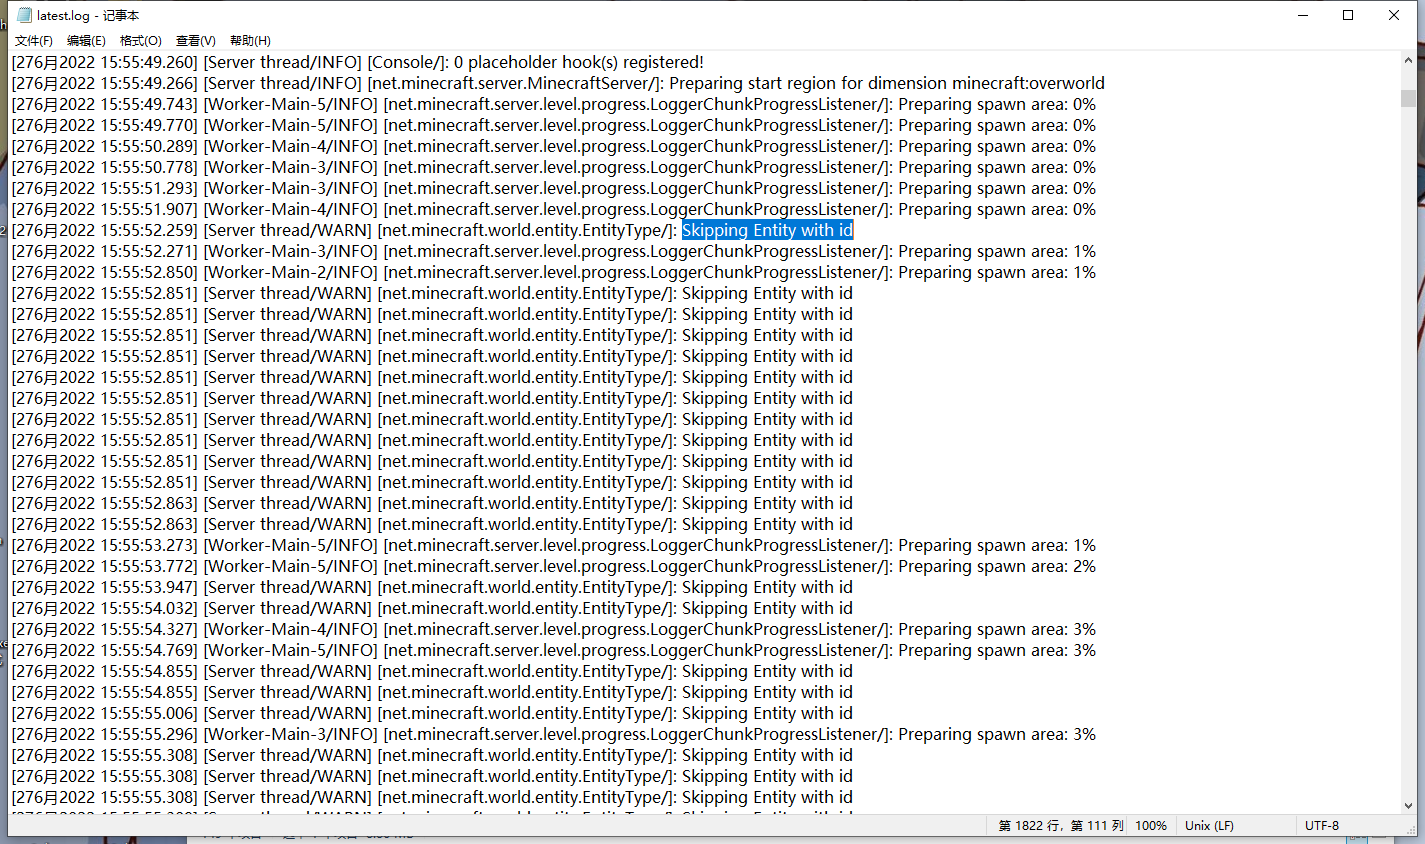 latest.log - 记事本
文件(F) 编辑(E) 格式(O) 查看(V) 帮助(H)
[276月2022 15:55:49.260] [Server thread/INFO] [Console/]: 0 placeholder hook(s) registered!
[276月2022 15:55:49.266] [Server thread/INFO] [net.minecraft.server.MinecraftServer/]: Preparing start region for dimension minecraft:overworld
[276月2022 15:55:49.743] [Worker-Main-5/INFO] [net.minecraft.server.level.progress.LoggerChunkProgressListener/]: Preparing spawn area: 0%
[276月2022 15:55:49.770] [Worker-Main-5/INFO] [net.minecraft.server.level.progress.LoggerChunkProgressListener/]: Preparing spawn area: 0%
[276月2022 15:55:50.289] [Worker-Main-4/INFO] [net.minecraft.server.level.progress.LoggerChunkProgressListener/]: Preparing spawn area: 0%
[276月2022 15:55:50.778] [Worker-Main-3/INFO] [net.minecraft.server.level.progress.LoggerChunkProgressListener/]: Preparing spawn area: 0%
[276月2022 15:55:51.293] [Worker-Main-3/INFO] [net.minecraft.server.level.progress.LoggerChunkProgressListener/]: Preparing spawn area: 0%
[276月2022 15:55:51.907] [Worker-Main-4/INFO] [net.minecraft.server.level.progress.LoggerChunkProgressListener/]: Preparing spawn area: 0%
[276月2022 15:55:52.259] [Server thread/WARN] [net.minecraft.world.entity.EntityType/]: Skipping Entity with id
[276月2022 15:55:52.271] [Worker-Main-3/INFO] [net.minecraft.server.level.progress.LoggerChunkProgressListener/]: Preparing spawn area: 1%
[276月2022 15:55:52.850] [Worker-Main-2/INFO] [net.minecraft.server.level.progress.LoggerChunkProgressListener/]: Preparing spawn area: 1%
[276月2022 15:55:52.851] [Server thread/WARN] [net.minecraft.world.entity.EntityType/]: Skipping Entity with id
[276月2022 15:55:52.851] [Server thread/WARN] [net.minecraft.world.entity.EntityType/]: Skipping Entity with id
[276月2022 15:55:52.851] [Server thread/WARN] [net.minecraft.world.entity.EntityType/]: Skipping Entity with id
[276月2022 15:55:52.851] [Server thread/WARN] [net.minecraft.world.entity.EntityType/]: Skipping Entity with id
[276月2022 15:55:52.851] [Server thread/WARN] [net.minecraft.world.entity.EntityType/]: Skipping Entity with id
[276月2022 15:55:52.851] [Server thread/WARN] [net.minecraft.world.entity.EntityType/]: Skipping Entity with id
[276月2022 15:55:52.851] [Server thread/WARN] [net.minecraft.world.entity.EntityType/]: Skipping Entity with id
[276月2022 15:55:52.851] [Server thread/WARN] [net.minecraft.world.entity.EntityType/]: Skipping Entity with id
[276月2022 15:55:52.851] [Server thread/WARN] [net.minecraft.world.entity.EntityType/]: Skipping Entity with id
[276月2022 15:55:52.851] [Server thread/WARN] [net.minecraft.world.entity.EntityType/]: Skipping Entity with id
[276月2022 15:55:52.863] [Server thread/WARN] [net.minecraft.world.entity.EntityType/]: Skipping Entity with id
[276月2022 15:55:52.863] [Server thread/WARN] [net.minecraft.world.entity.EntityType/]: Skipping Entity with id
[276月2022 15:55:53.273] [Worker-Main-5/INFO] [net.minecraft.server.level.progress.LoggerChunkProgressListener/]: Preparing spawn area: 1%
[276月2022 15:55:53.772] [Worker-Main-5/INFO] [net.minecraft.server.level.progress.LoggerChunkProgressListener/]: Preparing spawn area: 2%
[276月2022 15:55:53.947] [Server thread/WARN] [net.minecraft.world.entity.EntityType/]: Skipping Entity with id
[276月2022 15:55:54.032] [Server thread/WARN] [net.minecraft.world.entity.EntityType/]: Skipping Entity with id
[276月2022 15:55:54.327] [Worker-Main-4/INFO] [net.minecraft.server.level.progress.LoggerChunkProgressListener/]: Preparing spawn area: 3%
[276月2022 15:55:54.769] [Worker-Main-5/INFO] [net.minecraft.server.level.progress.LoggerChunkProgressListener/]: Preparing spawn area: 3%
[276月2022 15:55:54.855] [Server thread/WARN] [net.minecraft.world.entity.EntityType/]: Skipping Entity with id
[276月2022 15:55:54.855] [Server thread/WARN] [net.minecraft.world.entity.EntityType/]: Skipping Entity with id
[276月2022 15:55:55.006] [Server thread/WARN] [net.minecraft.world.entity.EntityType/]: Skipping Entity with id
[276月2022 15:55:55.296] [Worker-Main-3/INFO] [net.minecraft.server.level.progress.LoggerChunkProgressListener/]: Preparing spawn area: 3%
[276月2022 15:55:55.308] [Server thread/WARN] [net.minecraft.world.entity.EntityType/]: Skipping Entity with id
[276月2022 15:55:55.308] [Server thread/WARN] [net.minecraft.world.entity.EntityType/]: Skipping Entity with id
[276月2022 15:55:55.308] [Server thread/WARN] [net.minecraft.world.entity.EntityType/]: Skipping Entity with id
第 1822 行，第 111 列 100% Unix (LF) UTF-8